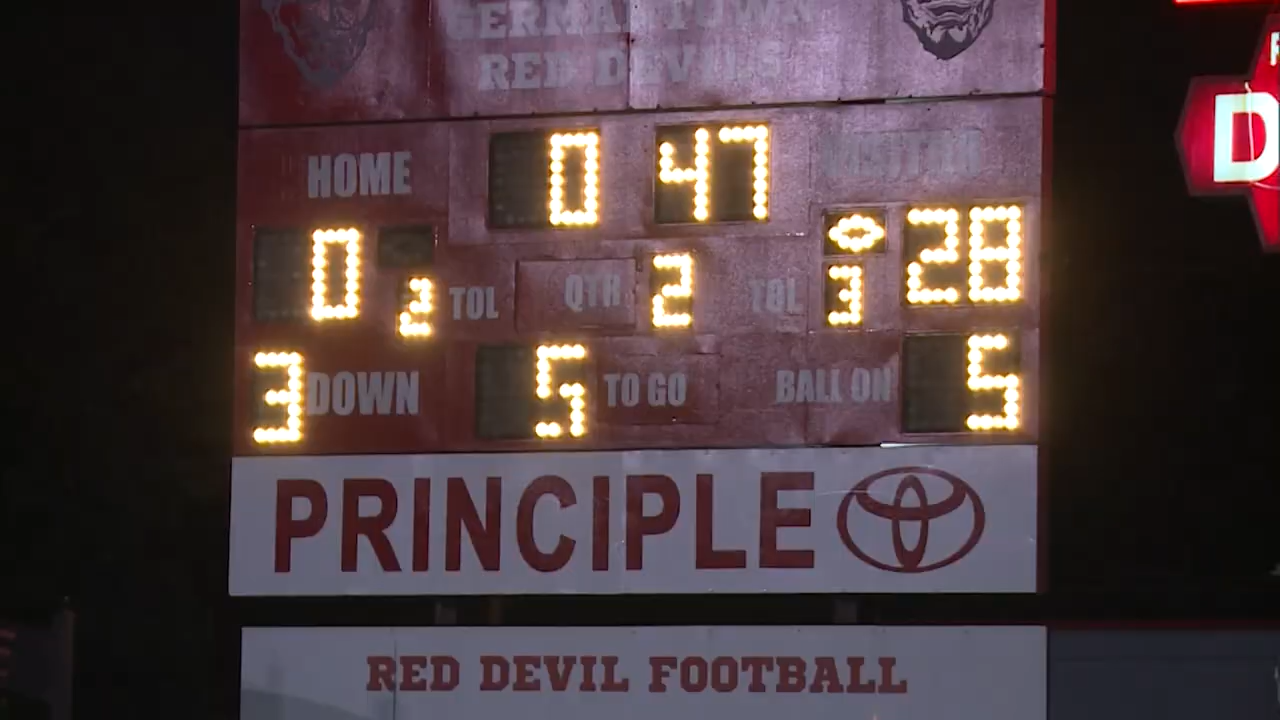 GERMANTOWN
RED DEVILS
HOME 0 47 VISITOR
0 2 TOL QTR 2 TOL 3 28
3 DOWN 5 TO GO BALL ON 5
PRINCIPLE
RED DEVIL FOOTBALL
D